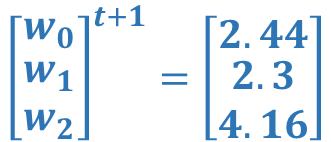 [w₀ w₁ w₂]ᵗ⁺¹ = [2.44 2.3 4.16]